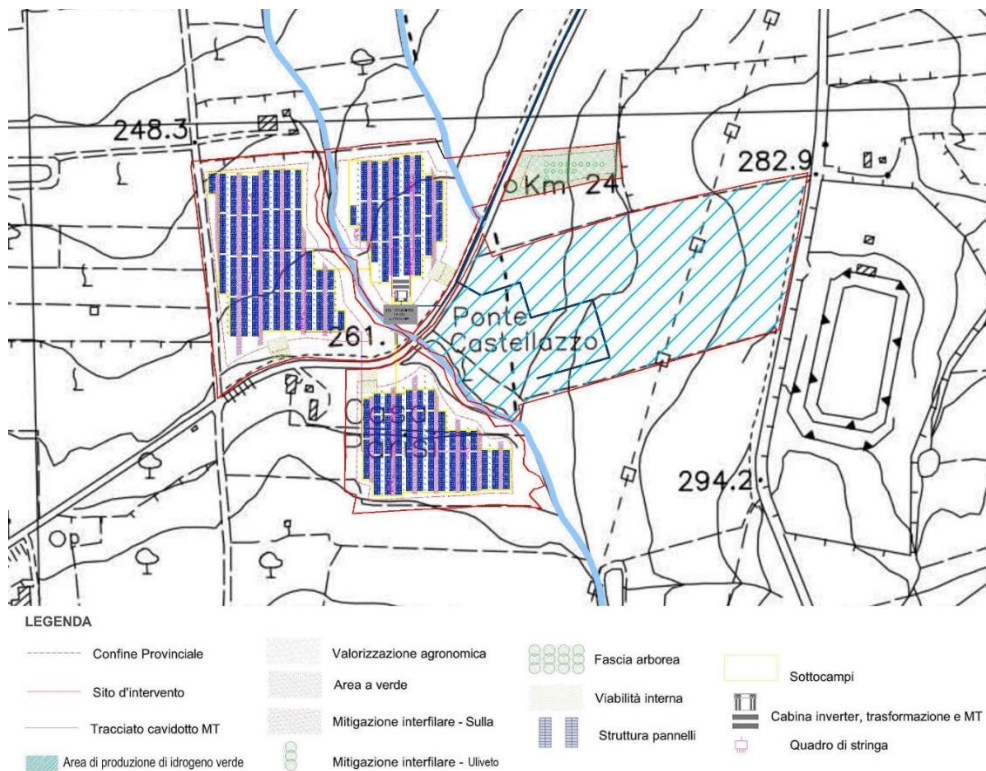 248.3
282.9
Km 24
261.
Ponte
Castellazzo
Casa
Parisi
294.2
LEGENDA
Confine Provinciale
Sito d'intervento
Tracciato cavidotto MT
Area di produzione di idrogeno verde
Valorizzazione agronomica
Area a verde
Mitigazione interfilare - Sulla
Mitigazione interfilare - Uliveto
Fascia arborea
Viabilità interna
Struttura pannelli
Sottocampi
Cabina inverter, trasformazione e MT
Quadro di stringa